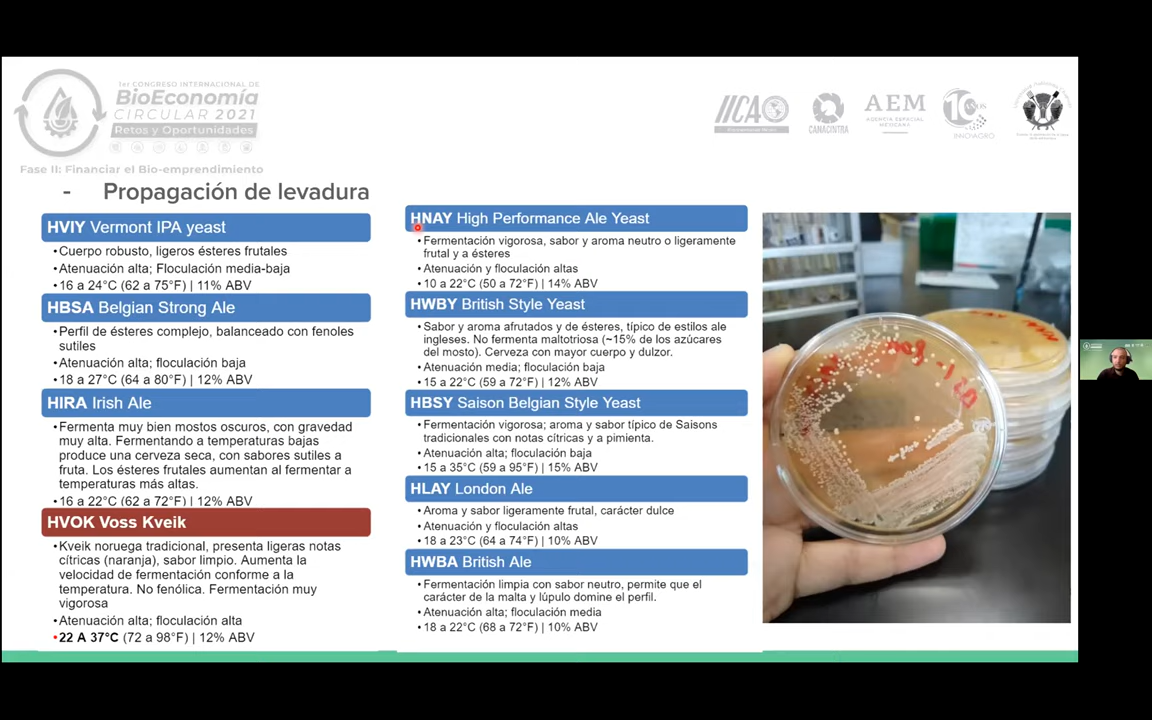 1er CONGRESO INTERNACIONAL DE
BioEconomía
CIRCULAR 2021
Retos y Oportunidades
Fase II: Financiar el Bio-emprendimiento
IICA
CANACINTRA
AEM
AGENCIA ESPACIAL
MEXICANA
- Propagación de levadura
HVIY Vermont IPA yeast
•Cuerpo robusto, ligeros ésteres frutales
•Atenuación alta; Floculación media-baja
•16 a 24°C (62 a 75°F) | 11% ABV
HBSA Belgian Strong Ale
•Perfil de ésteres complejo, balanceado con fenoles
sutiles
•Atenuación alta; floculación baja
•18 a 27°C (64 a 80°F) | 12% ABV
HIRA Irish Ale
•Fermenta muy bien mostos oscuros, con gravedad
muy alta. Fermentando a temperaturas bajas
produce una cerveza seca, con sabores sutiles a
fruta. Los ésteres frutales aumentan al fermentar a
temperaturas más altas.
•16 a 22°C (62 a 72°F) | 12% ABV
HVOK Voss Kveik
•Kveik noruega tradicional, presenta ligeras notas
cítricas (naranja), sabor limpio. Aumenta la
velocidad de fermentación conforme a la
temperatura. No fenólica. Fermentación muy
vigorosa
•Atenuación alta; floculación alta
•22 A 37°C (72 a 98°F) | 12% ABV
HNAY High Performance Ale Yeast
•Fermentación vigorosa, sabor y aroma neutro o ligeramente
frutal y a ésteres
•Atenuación y floculación altas
•10 a 22°C (50 a 72°F) | 14% ABV
HWBY British Style Yeast
•Sabor y aroma afrutados y de ésteres, típico de estilos ale
ingleses. No fermenta maltotriosa (~15% de los azúcares
del mosto). Cerveza con mayor cuerpo y dulzor.
•Atenuación media; floculación baja
•15 a 22°C (59 a 72°F) | 12% ABV
HBSY Saison Belgian Style Yeast
•Fermentación vigorosa; aroma y sabor típico de Saisons
tradicionales con notas cítricas y a pimienta.
•Atenuación alta; floculación baja
•15 a 35°C (59 a 95°F) | 15% ABV
HLAY London Ale
•Aroma y sabor ligeramente frutal, carácter dulce
•Atenuación y floculación altas
•18 a 23°C (64 a 74°F) | 10% ABV
HWBA British Ale
•Fermentación limpia con sabor neutro, permite que el
carácter de la malta y lúpulo domine el perfil.
•Atenuación alta; floculación media
•18 a 22°C (68 a 72°F) | 10% ABV